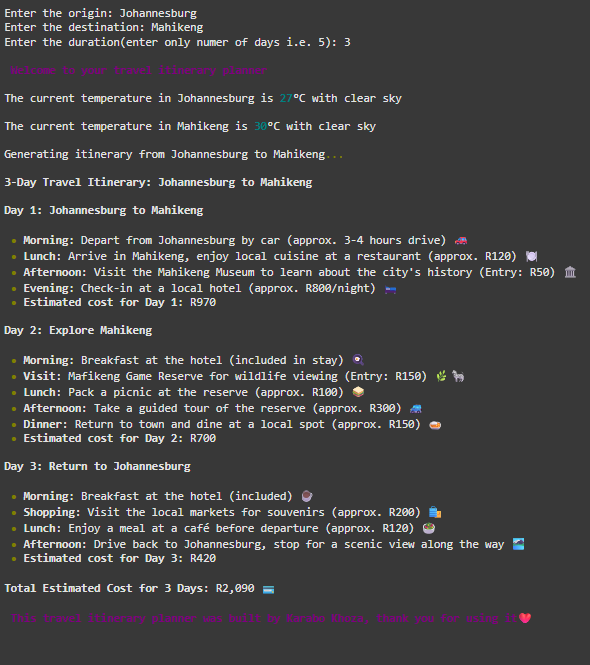 Enter the origin: Johannesburg
Enter the destination: Mahikeng
Enter the duration(enter only numer of days i.e. 5): 3
Welcome to your travel itinerary planner
The current temperature in Johannesburg is 27°C with clear sky
The current temperature in Mahikeng is 30°C with clear sky
Generating itinerary from Johannesburg to Mahikeng...
3-Day Travel Itinerary: Johannesburg to Mahikeng
Day 1: Johannesburg to Mahikeng
• Morning: Depart from Johannesburg by car (approx. 3-4 hours drive) 🚗
• Lunch: Arrive in Mahikeng, enjoy local cuisine at a restaurant (approx. R120) 🍽️
• Afternoon: Visit the Mahikeng Museum to learn about the city's history (Entry: R50) 🏛️
• Evening: Check-in at a local hotel (approx. R800/night) 🛏️
• Estimated cost for Day 1: R970
Day 2: Explore Mahikeng
• Morning: Breakfast at the hotel (included in stay) 🍳
• Visit: Mafikeng Game Reserve for wildlife viewing (Entry: R150) 🌿🦓
• Lunch: Pack a picnic at the reserve (approx. R100) 🥪
• Afternoon: Take a guided tour of the reserve (approx. R300) 🚙
• Dinner: Return to town and dine at a local spot (approx. R150) 🍛
• Estimated cost for Day 2: R700
Day 3: Return to Johannesburg
• Morning: Breakfast at the hotel (included) ☕
• Shopping: Visit the local markets for souvenirs (approx. R200) 🛍️
• Lunch: Enjoy a meal at a café before departure (approx. R120) 🥗
• Afternoon: Drive back to Johannesburg, stop for a scenic view along the way 🏞️
• Estimated cost for Day 3: R420
Total Estimated Cost for 3 Days: R2,090 💳
This travel itinerary planner was built by thank you for using it❤️